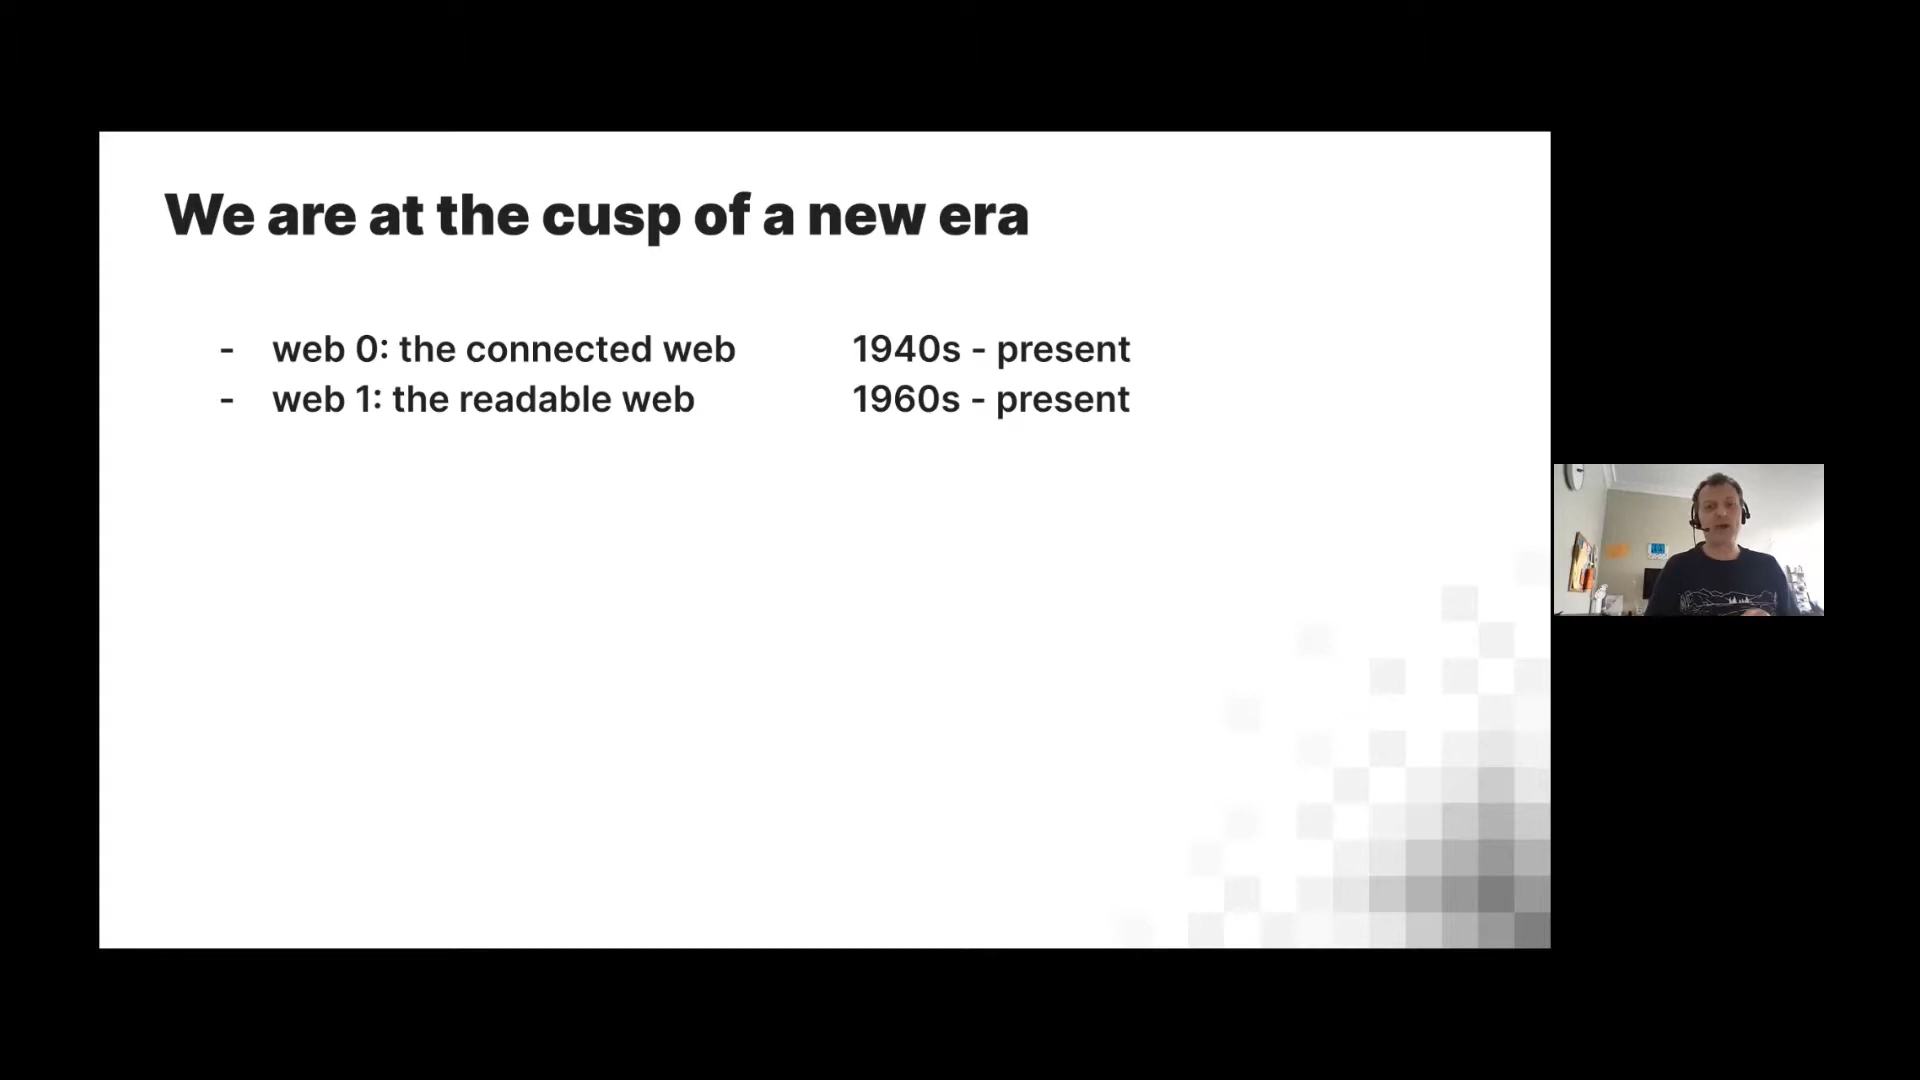 We are at the cusp of a new era
- web 0: the connected web 1940s - present
- web 1: the readable web 1960s - present